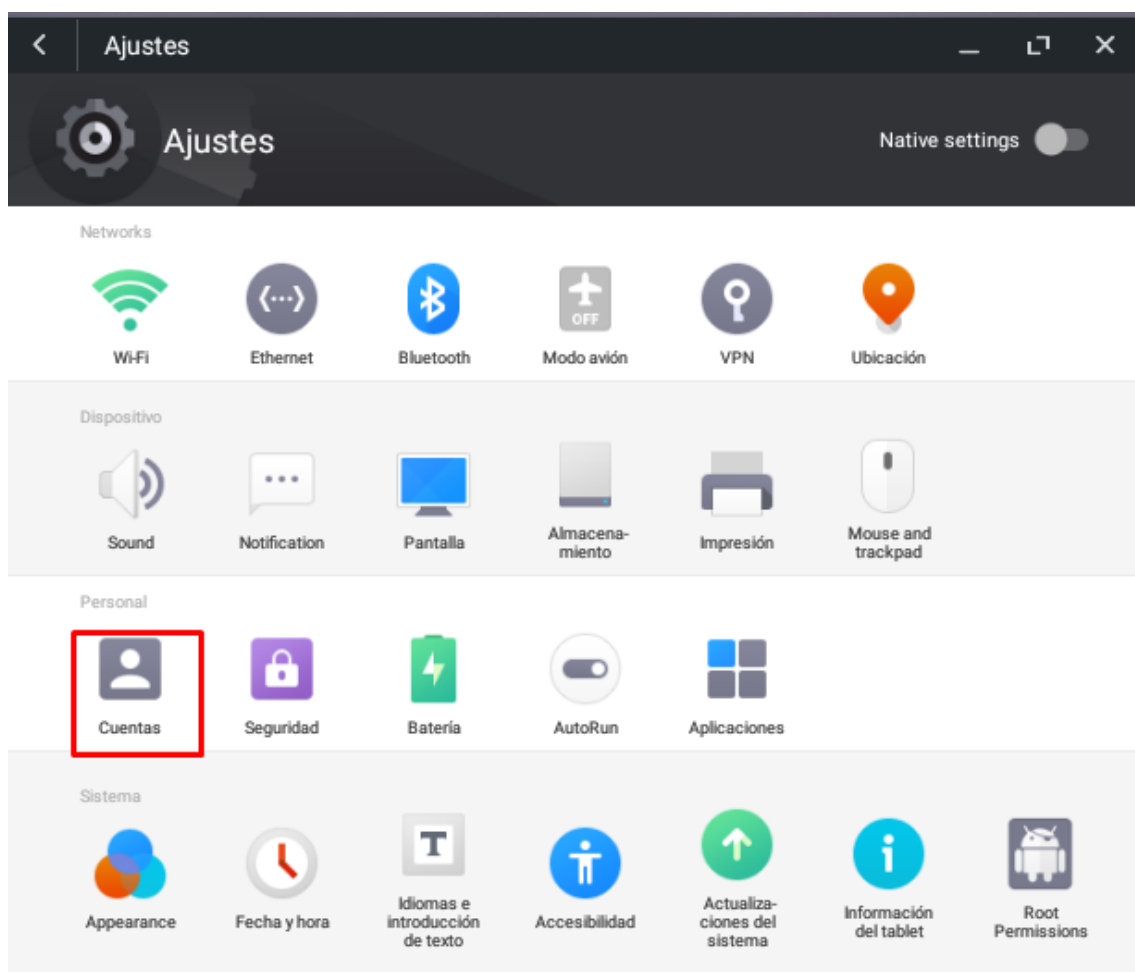 Ajustes
Ajustes
Native settings
Networks
Wi-Fi
Ethernet
Bluetooth
OFF
Modo avión
VPN
Ubicación
Dispositivo
Sound
Notification
Pantalla
Almacena-
miento
Impresión
Mouse and
trackpad
Personal
Cuentas
Seguridad
Batería
AutoRun
Aplicaciones
Sistema
Appearance
Fecha y hora
T
Idiomas e
introducción
de texto
Accesibilidad
Actualiza-
ciones del
sistema
i
Información
del tablet
Root
Permissions